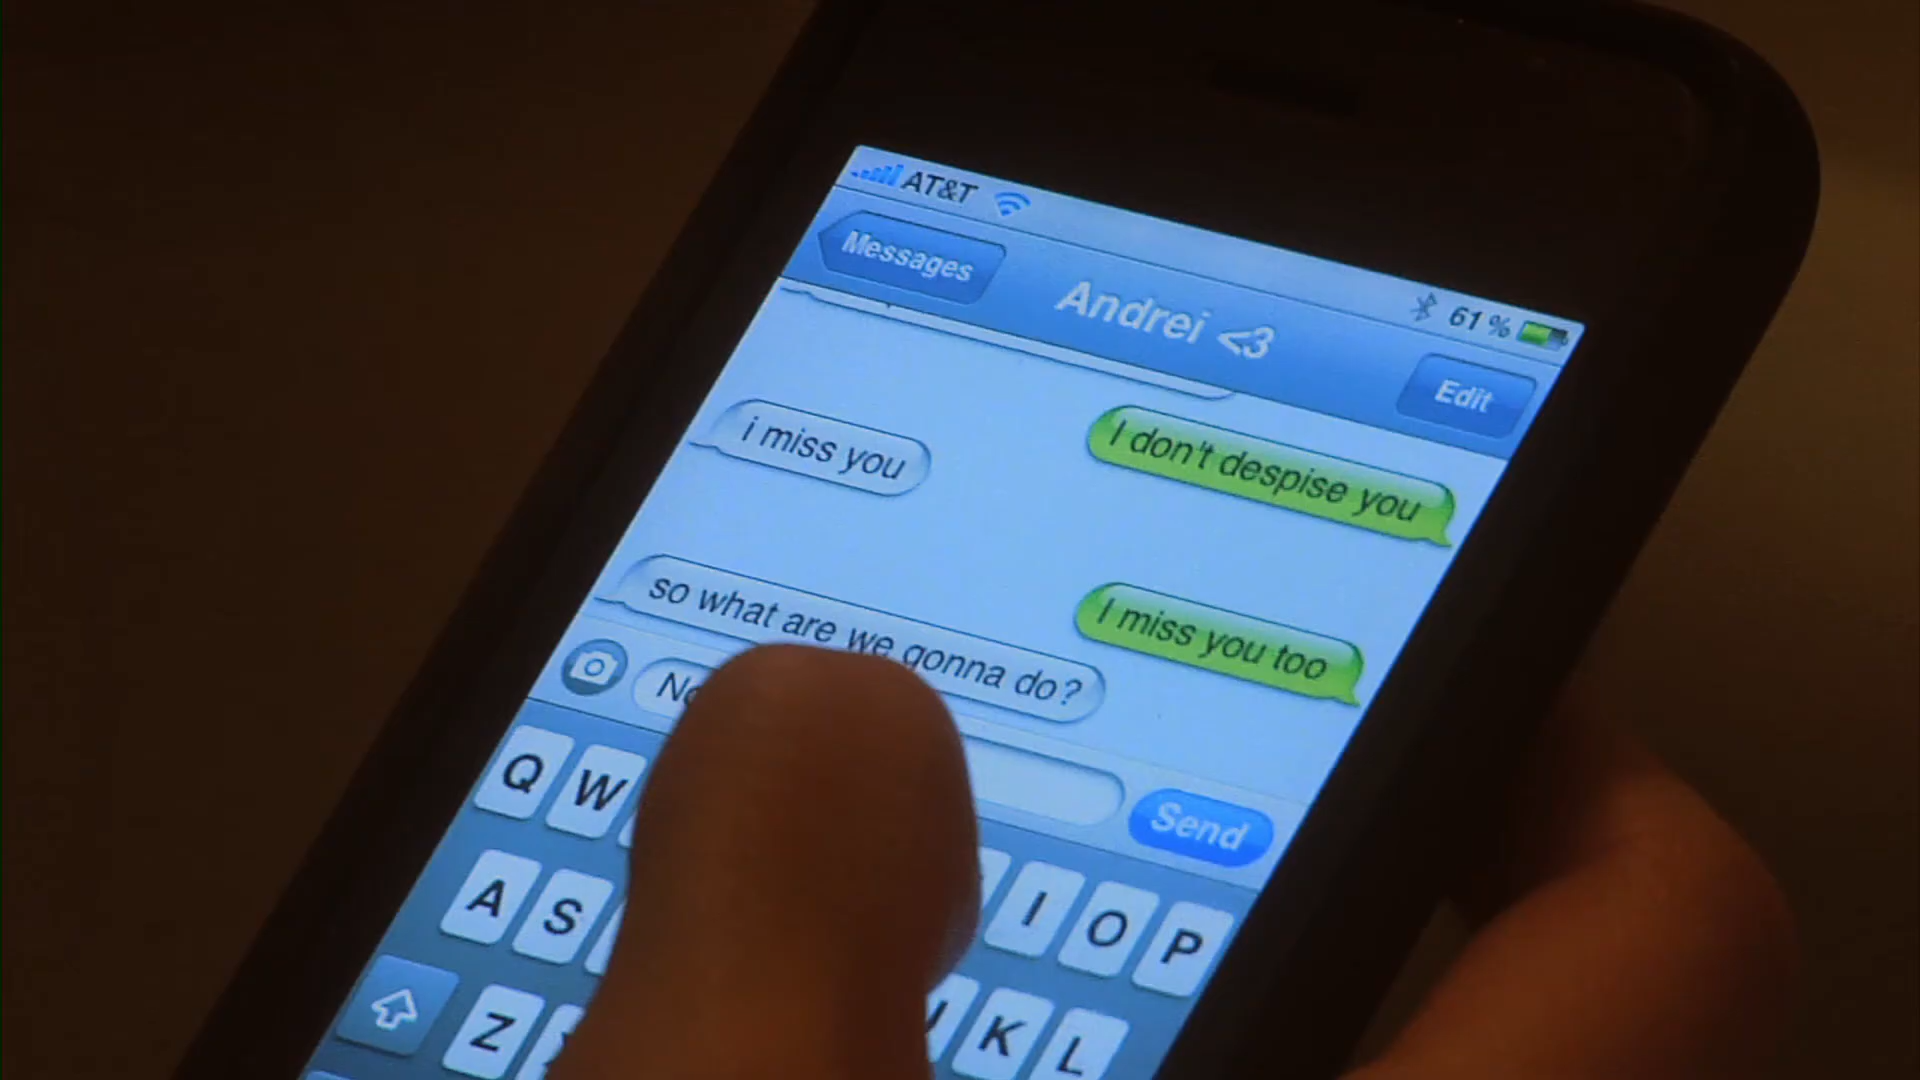 AT&T
61 %
Messages
Andrei <3
Edit
I don't despise you
i miss you
I miss you too
so what are we gonna do?
Send
Q W I O P
A S K L
Z